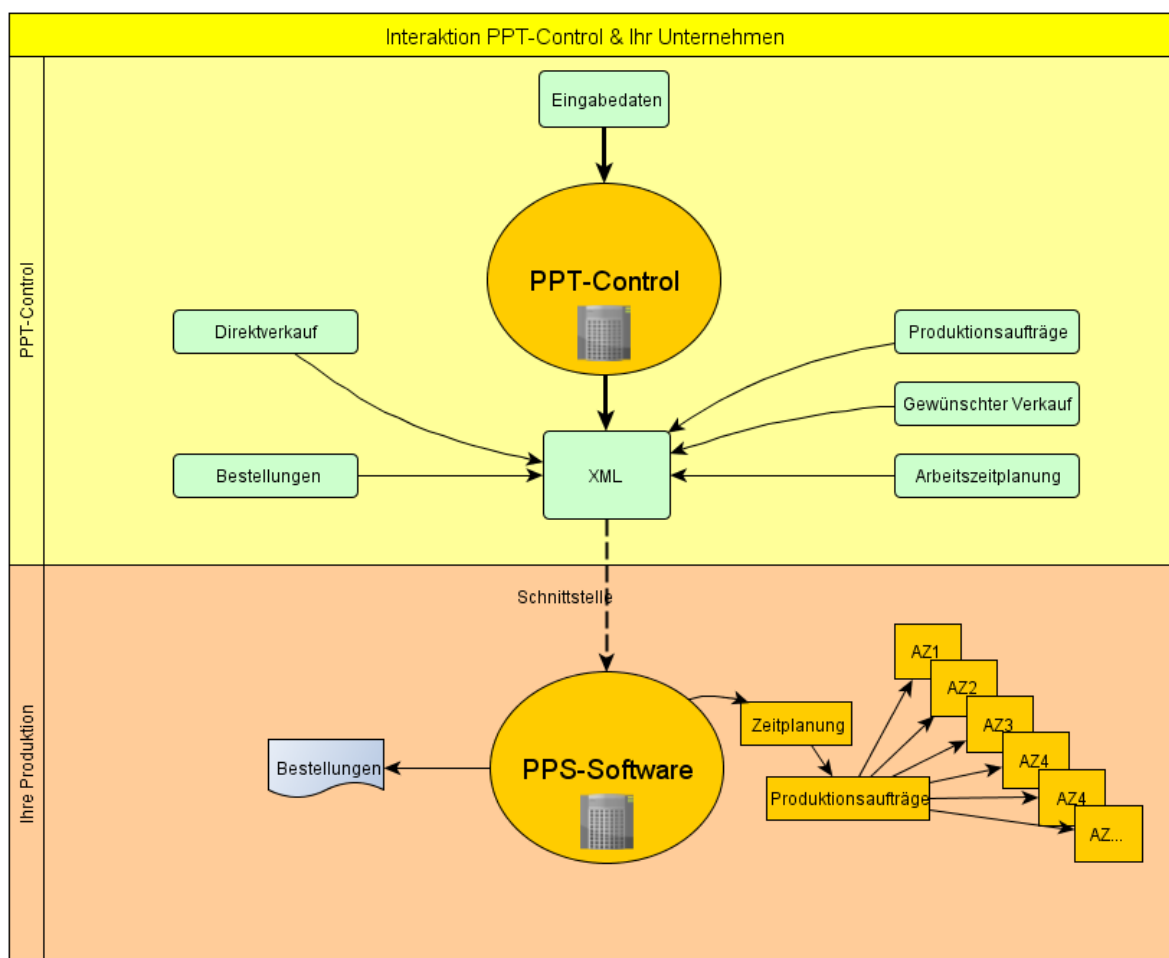 Interaktion PPT-Control & Ihr Unternehmen
PPT-Control
Eingabedaten
PPT-Control
Direktverkauf
Produktionsaufträge
Gewünschter Verkauf
Bestellungen
XML
Arbeitszeitplanung
Ihre Produktion
Schnittstelle
AZ1
AZ2
AZ3
AZ4
AZ4
AZ...
Zeitplanung
Produktionsaufträge
PPS-Software
Bestellungen